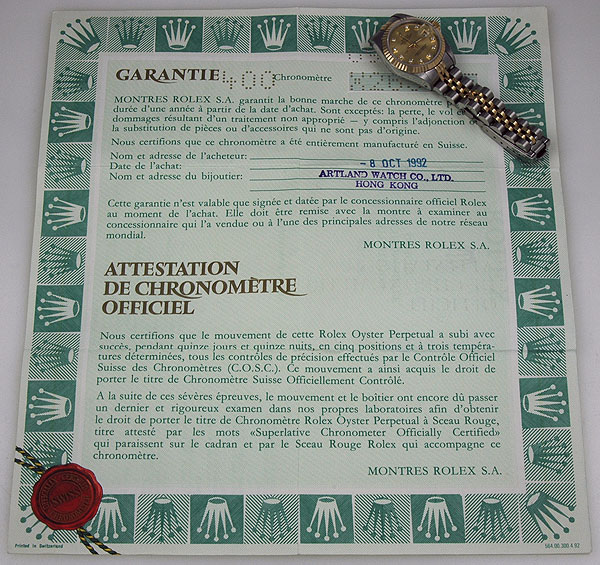 GARANTIE 400 Chronomètre
MONTRES ROLEX S.A. garantit la bonne marche de ce chronomètre p
durée d'une année à partir de la date d'achat. Sont exceptés: la perte, le vol e
dommages résultant d'un traitement non approprié – y compris l'adjonction o
la substitution de pièces ou d'accessoires qui ne sont pas d'origine.
Nous certifions que ce chronomètre a été entièrement manufacturé en Suisse.
Nom et adresse de l'acheteur:
Date de l'achat: – 8 OCT 1992
Nom et adresse du bijoutier: ARTLAND WATCH CO., LTD.
HONG KONG
Cette garantie n'est valable que signée et datée par le concessionnaire officiel Rolex
au moment de l'achat. Elle doit être remise avec la montre à examiner au
concessionnaire qui l'a vendue ou à l'une des principales adresses de notre réseau
mondial.
MONTRES ROLEX S.A.
ATTESTATION
DE CHRONOMÈTRE
OFFICIEL
Nous certifions que le mouvement de cette Rolex Oyster Perpetual a subi avec
succès, pendant quinze jours et quinze nuits, en cinq positions et à trois tempéra-
tures déterminées, tous les contrôles de précision effectués par le Contrôle Officiel
Suisse des Chronomètres (C.O.S.C.). Ce mouvement a ainsi acquis le droit de
porter le titre de Chronomètre Suisse Officiellement Contrôlé.
A la suite de ces sévères épreuves, le mouvement et le boîtier ont encore dû passer
un dernier et rigoureux examen dans nos propres laboratoires afin d'obtenir
le droit de porter le titre de Chronomètre Rolex Oyster Perpetual à Sceau Rouge,
titre attesté par les mots «Superlative Chronometer Officially Certified»
qui paraissent sur le cadran et par le Sceau Rouge Rolex qui accompagne ce
chronomètre.
MONTRES ROLEX S.A.
Printed in Switzerland
564.00.300.4.92